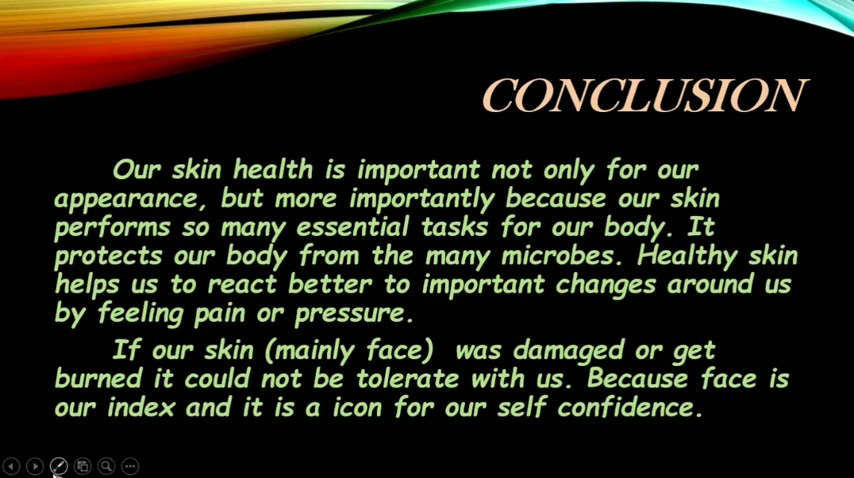 CONCLUSION
Our skin health is important not only for our
appearance, but more importantly because our skin
performs so many essential tasks for our body. It
protects our body from the many microbes. Healthy skin
helps us to react better to important changes around us
by feeling pain or pressure.
If our skin (mainly face) was damaged or get
burned it could not be tolerate with us. Because face is
our index and it is a icon for our self confidence.